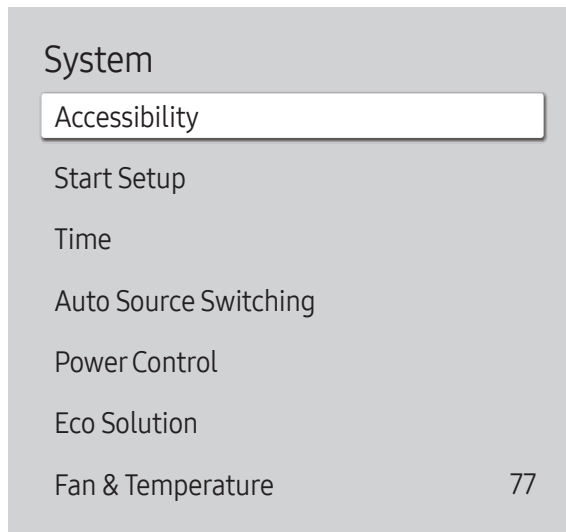 System
Accessibility
Start Setup
Time
Auto Source Switching
Power Control
Eco Solution
Fan & Temperature 77